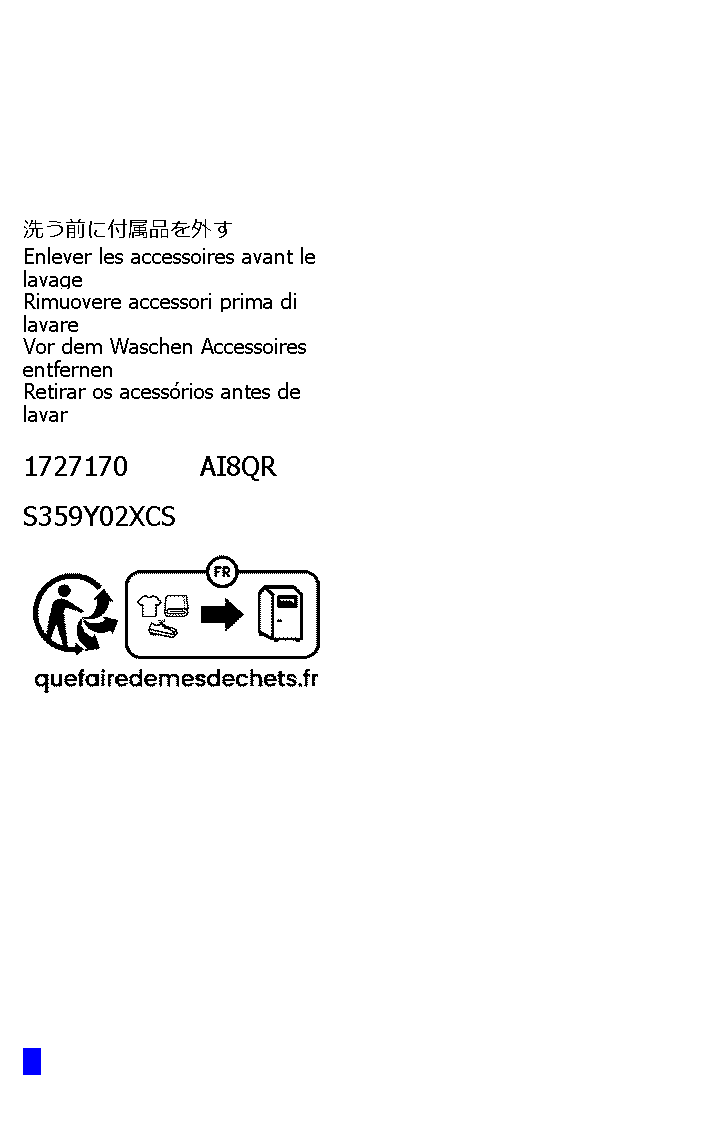 洗う前に付属品を外す
Enlever les accessoires avant le
lavage
Rimuovere accessori prima di
lavare
Vor dem Waschen Accessoires
entfernen
Retirar os acessórios antes de
lavar
1727170 AI8QR
S359Y02XCS
FR
quefairedemesdechets.fr